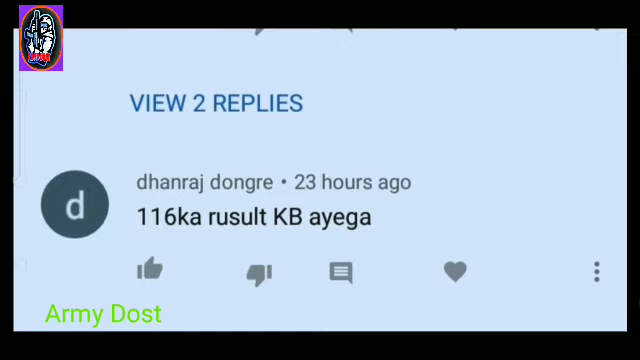 VIEW 2 REPLIES
d
dhanraj dongre • 23 hours ago
116ka rusult KB ayega
Army Dost